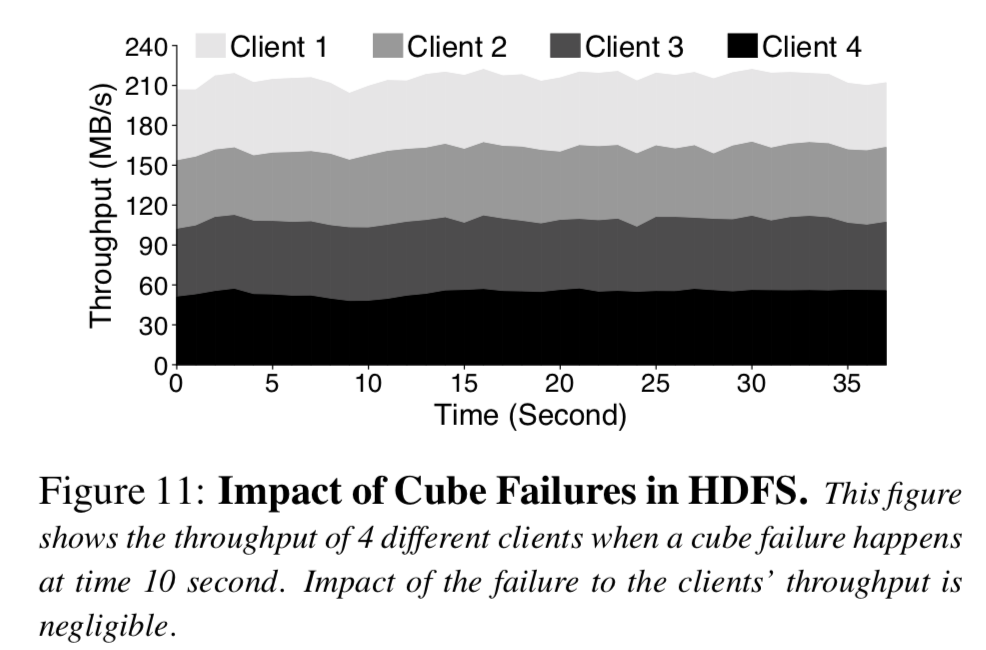 Client 1 Client 2 Client 3 Client 4
240
210
180
150
120
90
60
30
0
Throughput (MB/s)
0 5 10 15 20 25 30 35
Time (Second)
Figure 11: Impact of Cube Failures in HDFS. This figure
shows the throughput of 4 different clients when a cube failure happens
at time 10 second. Impact of the failure to the clients’ throughput is
negligible.